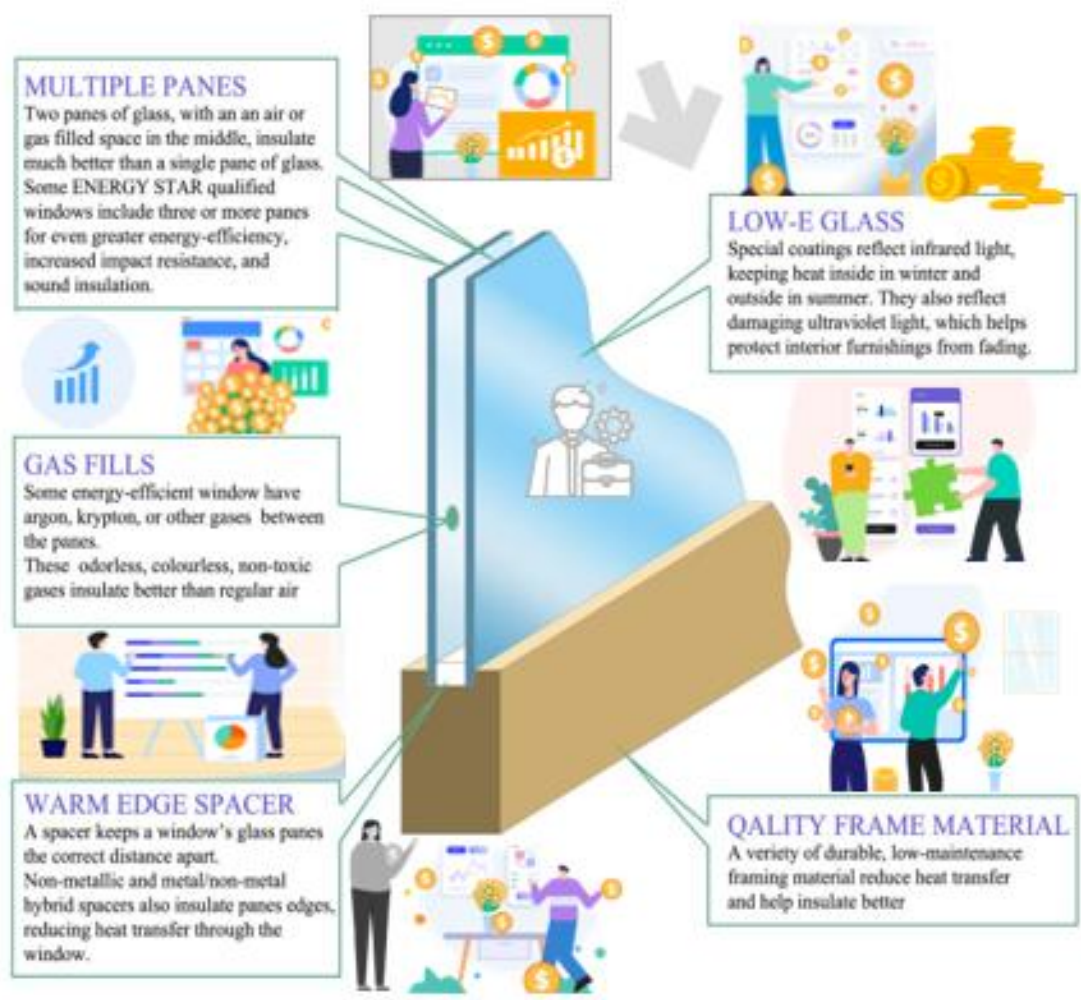 MULTIPLE PANES
Two panes of glass, with an an air or
gas filled space in the middle, insulate
much better than a single pane of glass.
Some ENERGY STAR qualified
windows include three or more panes
for even greater energy-efficiency,
increased impact resistance, and
sound insulation.
LOW-E GLASS
Special coatings reflect infrared light,
keeping heat inside in winter and
outside in summer. They also reflect
damaging ultraviolet light, which helps
protect interior furnishings from fading.
GAS FILLS
Some energy-efficient window have
argon, krypton, or other gases between
the panes.
These odorless, colourless, non-toxic
gases insulate better than regular air
WARM EDGE SPACER
A spacer keeps a window's glass panes
the correct distance apart.
Non-metallic and metal/non-metal
hybrid spacers also insulate panes edges,
reducing heat transfer through the
window.
QALITY FRAME MATERIAL
A veriety of durable, low-maintenance
framing material reduce heat transfer
and help insulate better